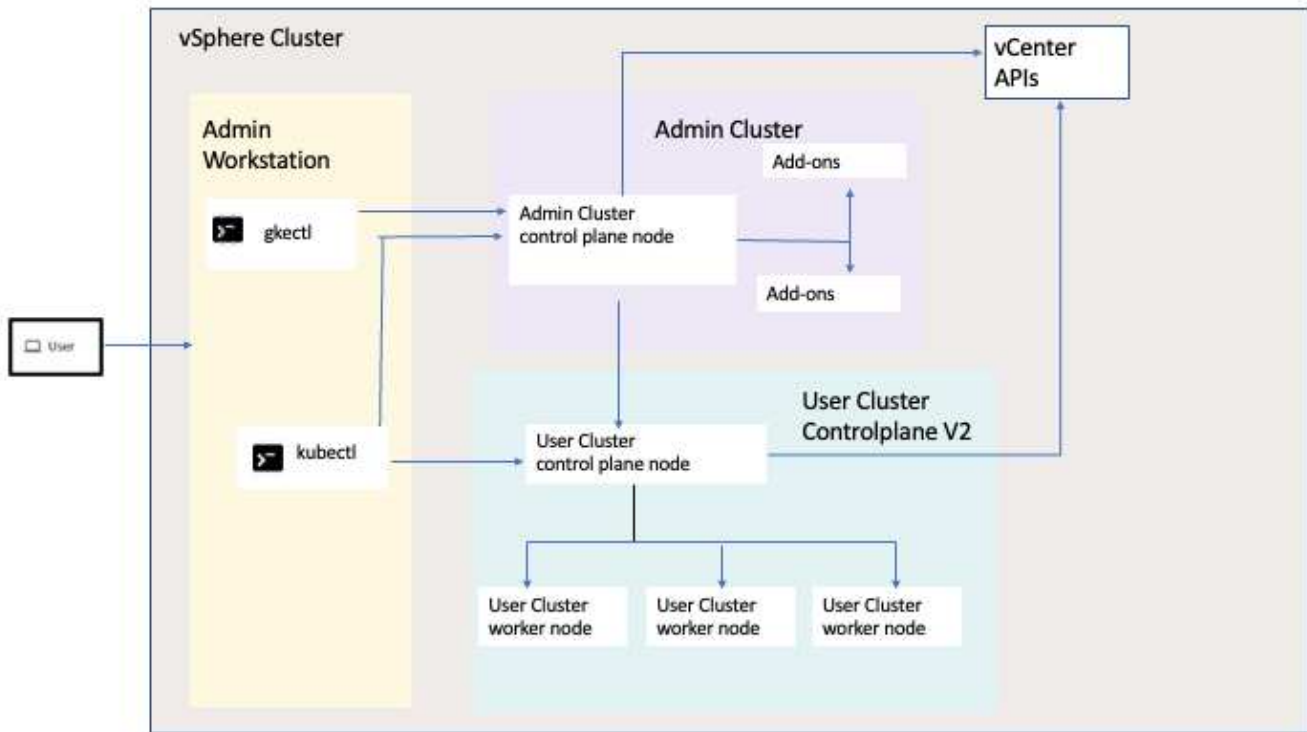 vSphere Cluster
vCenter
APIs
Admin
Workstation
Admin Cluster
Add-ons
gkectl
Admin Cluster
control plane node
Add-ons
User
User Cluster
Controlplane V2
kubectl
User Cluster
control plane node
User Cluster
worker node
User Cluster
worker node
User Cluster
worker node